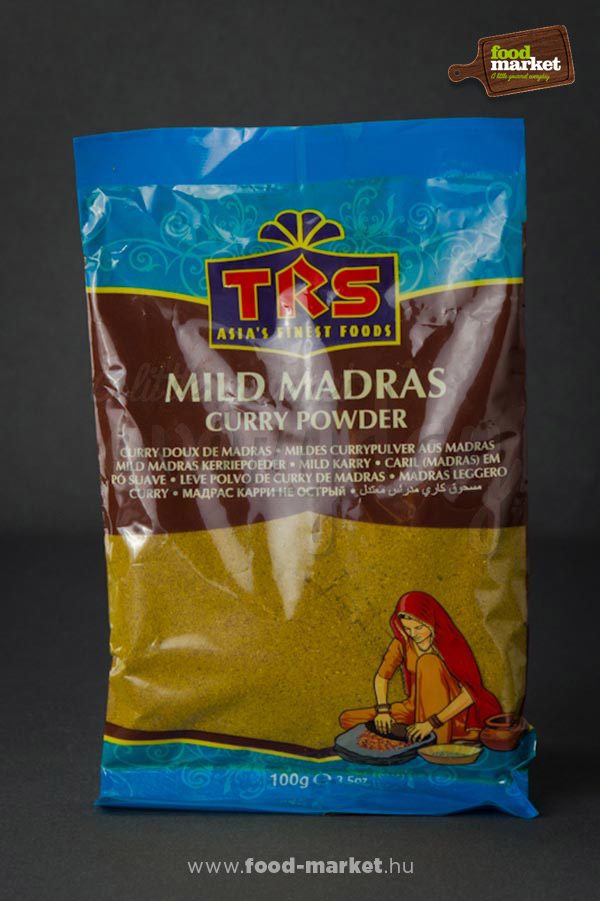 food
market
A little gourmet everyday
TRS
ASIA'S FINEST FOODS
MILD MADRAS
CURRY POWDER
CURRY DOUX DE MADRAS • MILDES CURRYPULVER AUS MADRAS
MILD MADRAS KERRIEPOEDER • MILD KARRY • CARIL (MADRAS) EM
PÓ SUAVE • LEVE POLVO DE CURKY DE MADRAS • MADRAS LEGGERO
CURRY • МАДРАС КАРРИ НЕ ОСТРЫЙ • مسحوق كاري مدراس معتدل
100g ℮ 3.5oz
www.food-market.hu